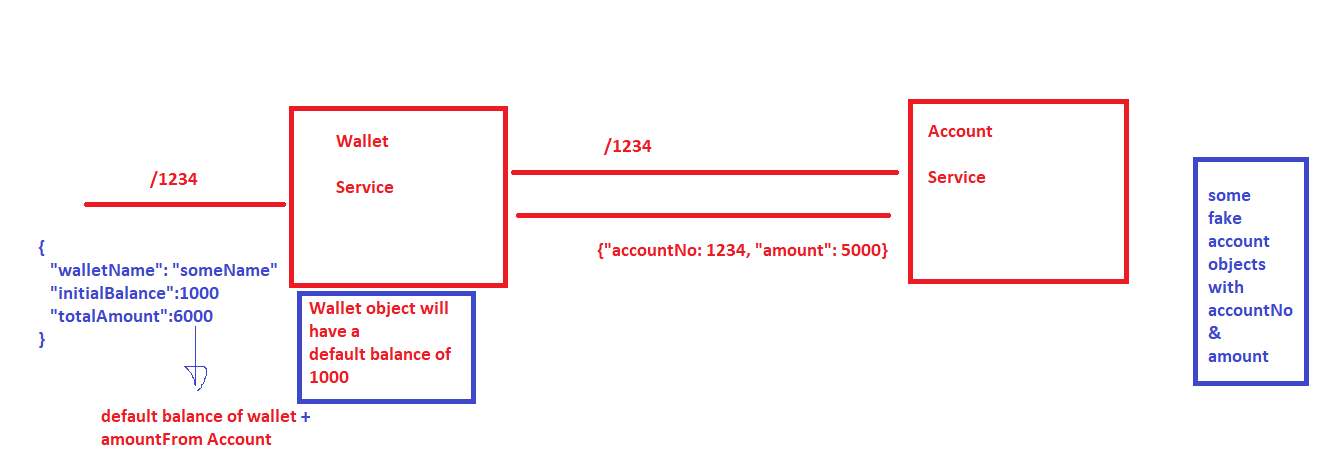 /1234
{
"walletName": "someName"
"initialBalance":1000
"totalAmount":6000
}
default balance of wallet +
amountFrom Account
Wallet
Service
Wallet object will
have a
default balance of
1000
/1234
{"accountNo: 1234, "amount": 5000}
Account
Service
some
fake
account
objects
with
accountNo
&
amount